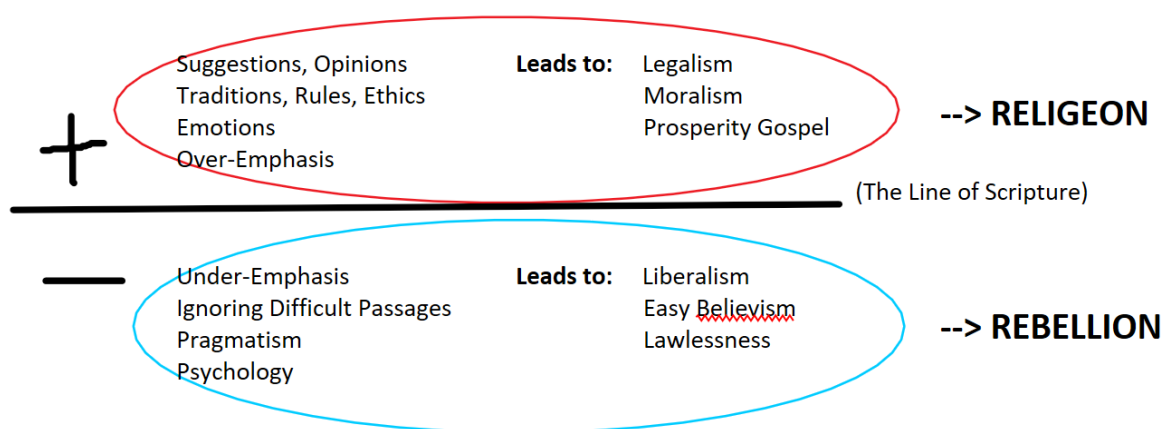 Suggestions, Opinions
Traditions, Rules, Ethics
Emotions
Over-Emphasis
Leads to: Legalism
Moralism
Prosperity Gospel
--> RELIGEON
(The Line of Scripture)
Under-Emphasis
Ignoring Difficult Passages
Pragmatism
Psychology
Leads to: Liberalism
Easy Believism
Lawlessness
--> REBELLION